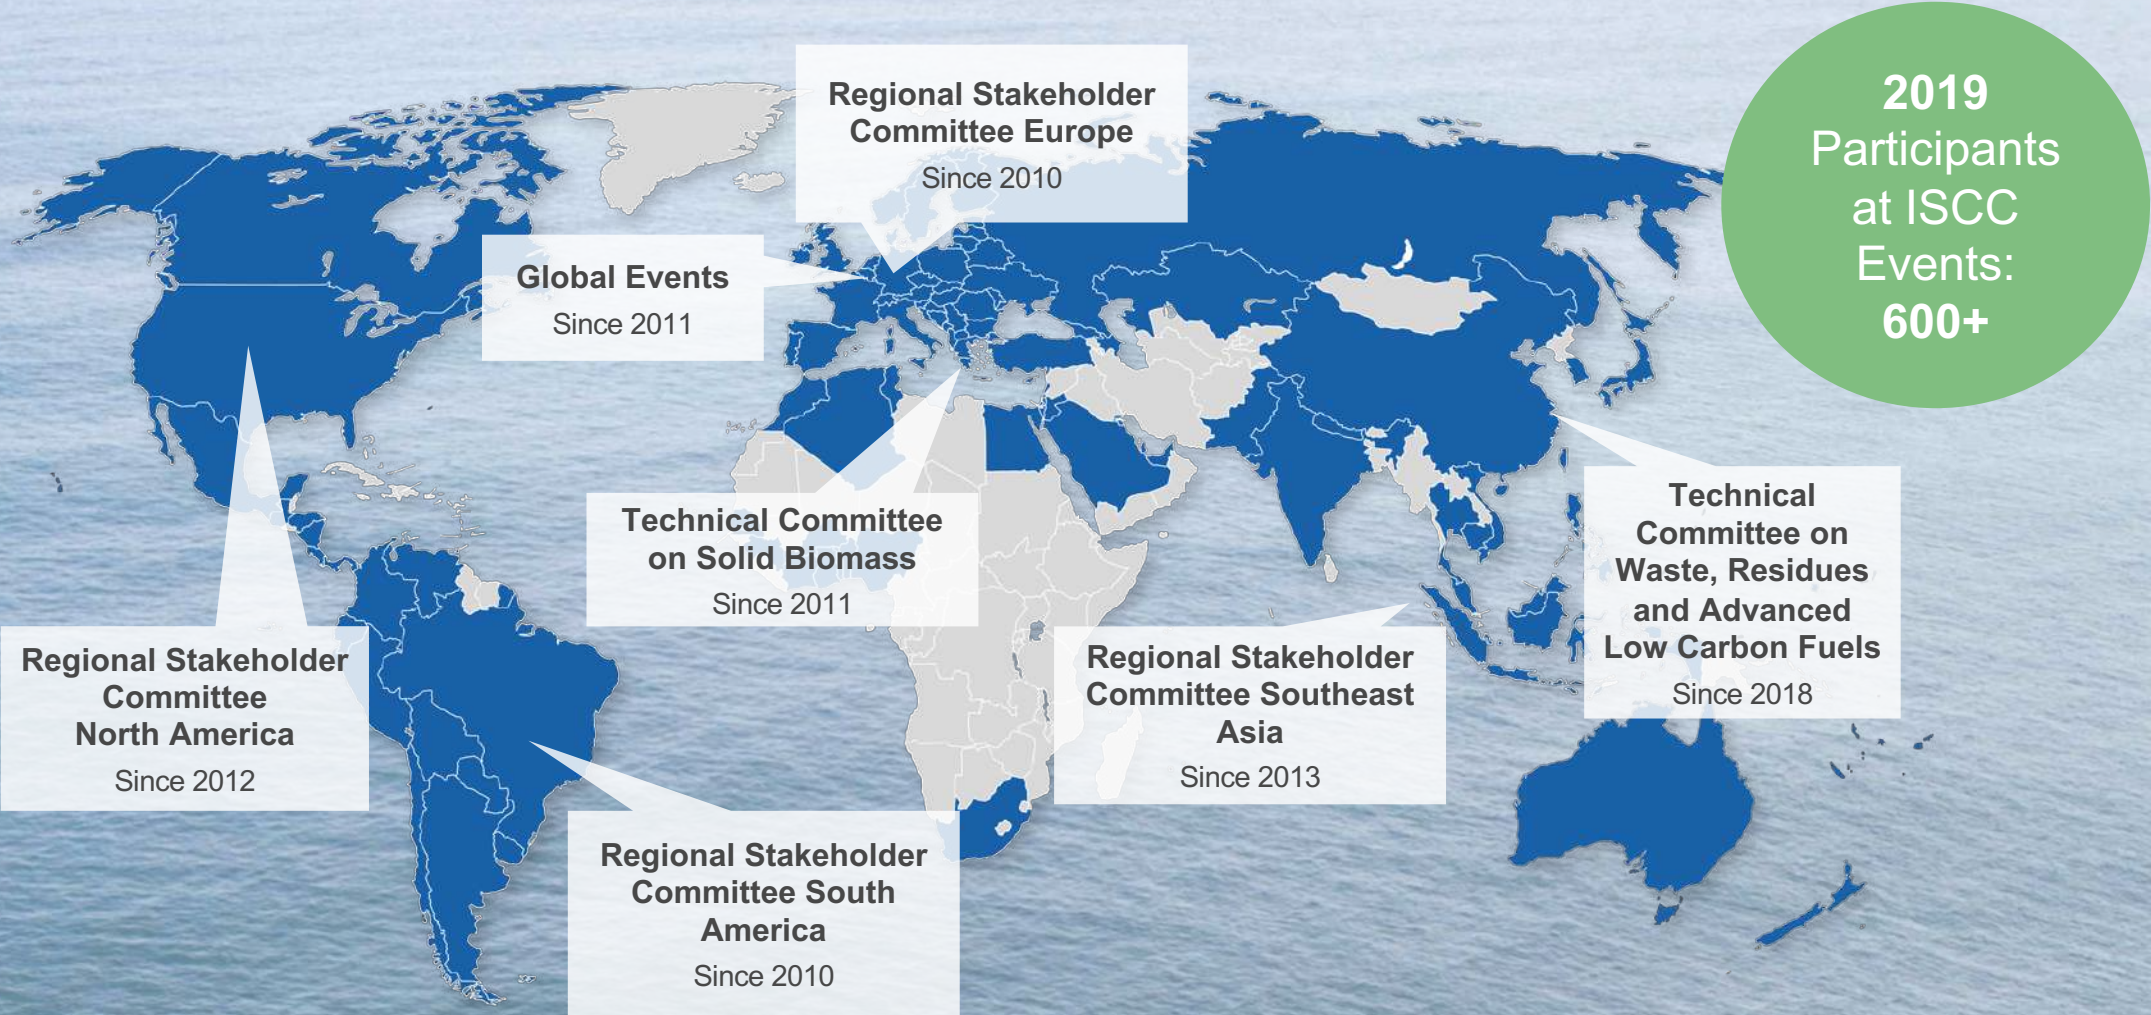 Regional Stakeholder
Committee Europe
Since 2010
2019
Participants
at ISCC
Events:
600+
Global Events
Since 2011
Technical Committee
on Solid Biomass
Since 2011
Technical
Committee on
Waste, Residues
and Advanced
Low Carbon Fuels
Since 2018
Regional Stakeholder
Committee
North America
Since 2012
Regional Stakeholder
Committee Southeast
Asia
Since 2013
Regional Stakeholder
Committee South
America
Since 2010